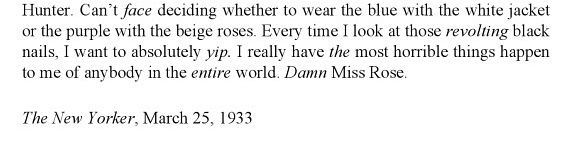 Hunter. Can’t face deciding whether to wear the blue with the white jacket
or the purple with the beige roses. Every time I look at those revolting black
nails, I want to absolutely yip. I really have the most horrible things happen
to me of anybody in the entire world. Damn Miss Rose.
The New Yorker, March 25, 1933